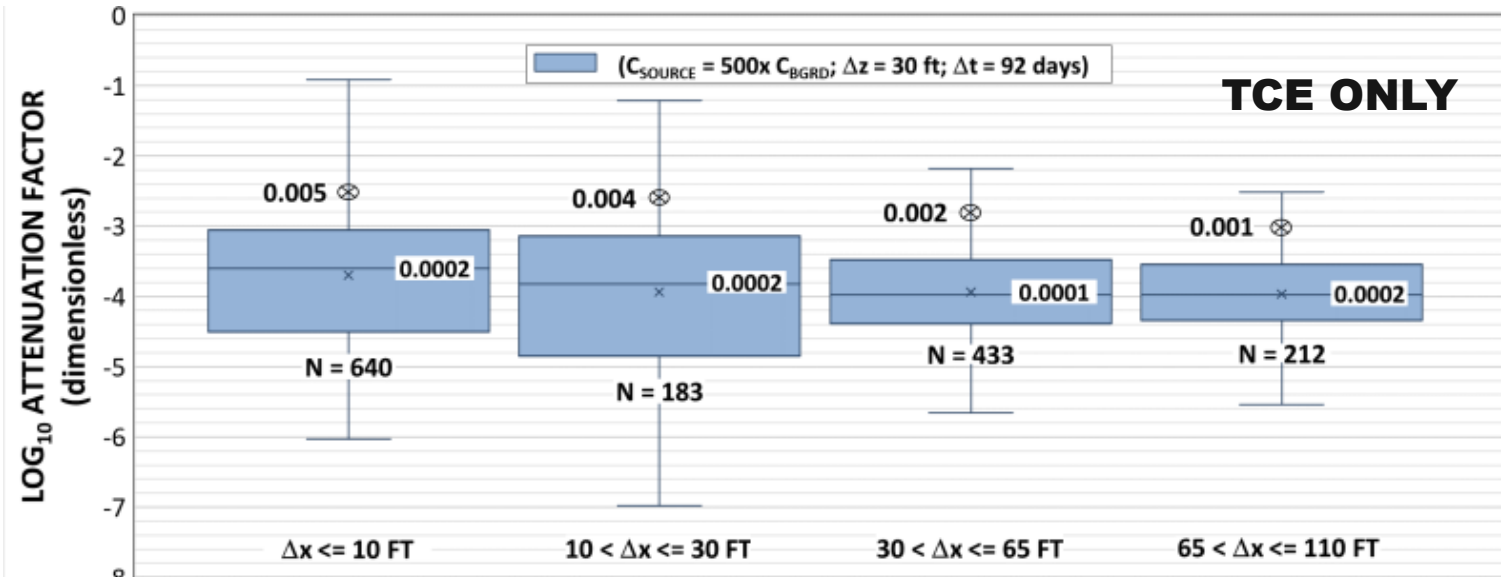 0
(C_SOURCE = 500x C_BGRD; Δz = 30 ft; Δt = 92 days)
TCE ONLY
-1
-2
-3
-4
-5
-6
-7
LOG₁₀ ATTENUATION FACTOR
(dimensionless)
0.005
0.004
0.002
0.001
0.0002
0.0002
0.0001
0.0002
N = 640
N = 183
N = 433
N = 212
Δx <= 10 FT
10 < Δx <= 30 FT
30 < Δx <= 65 FT
65 < Δx <= 110 FT